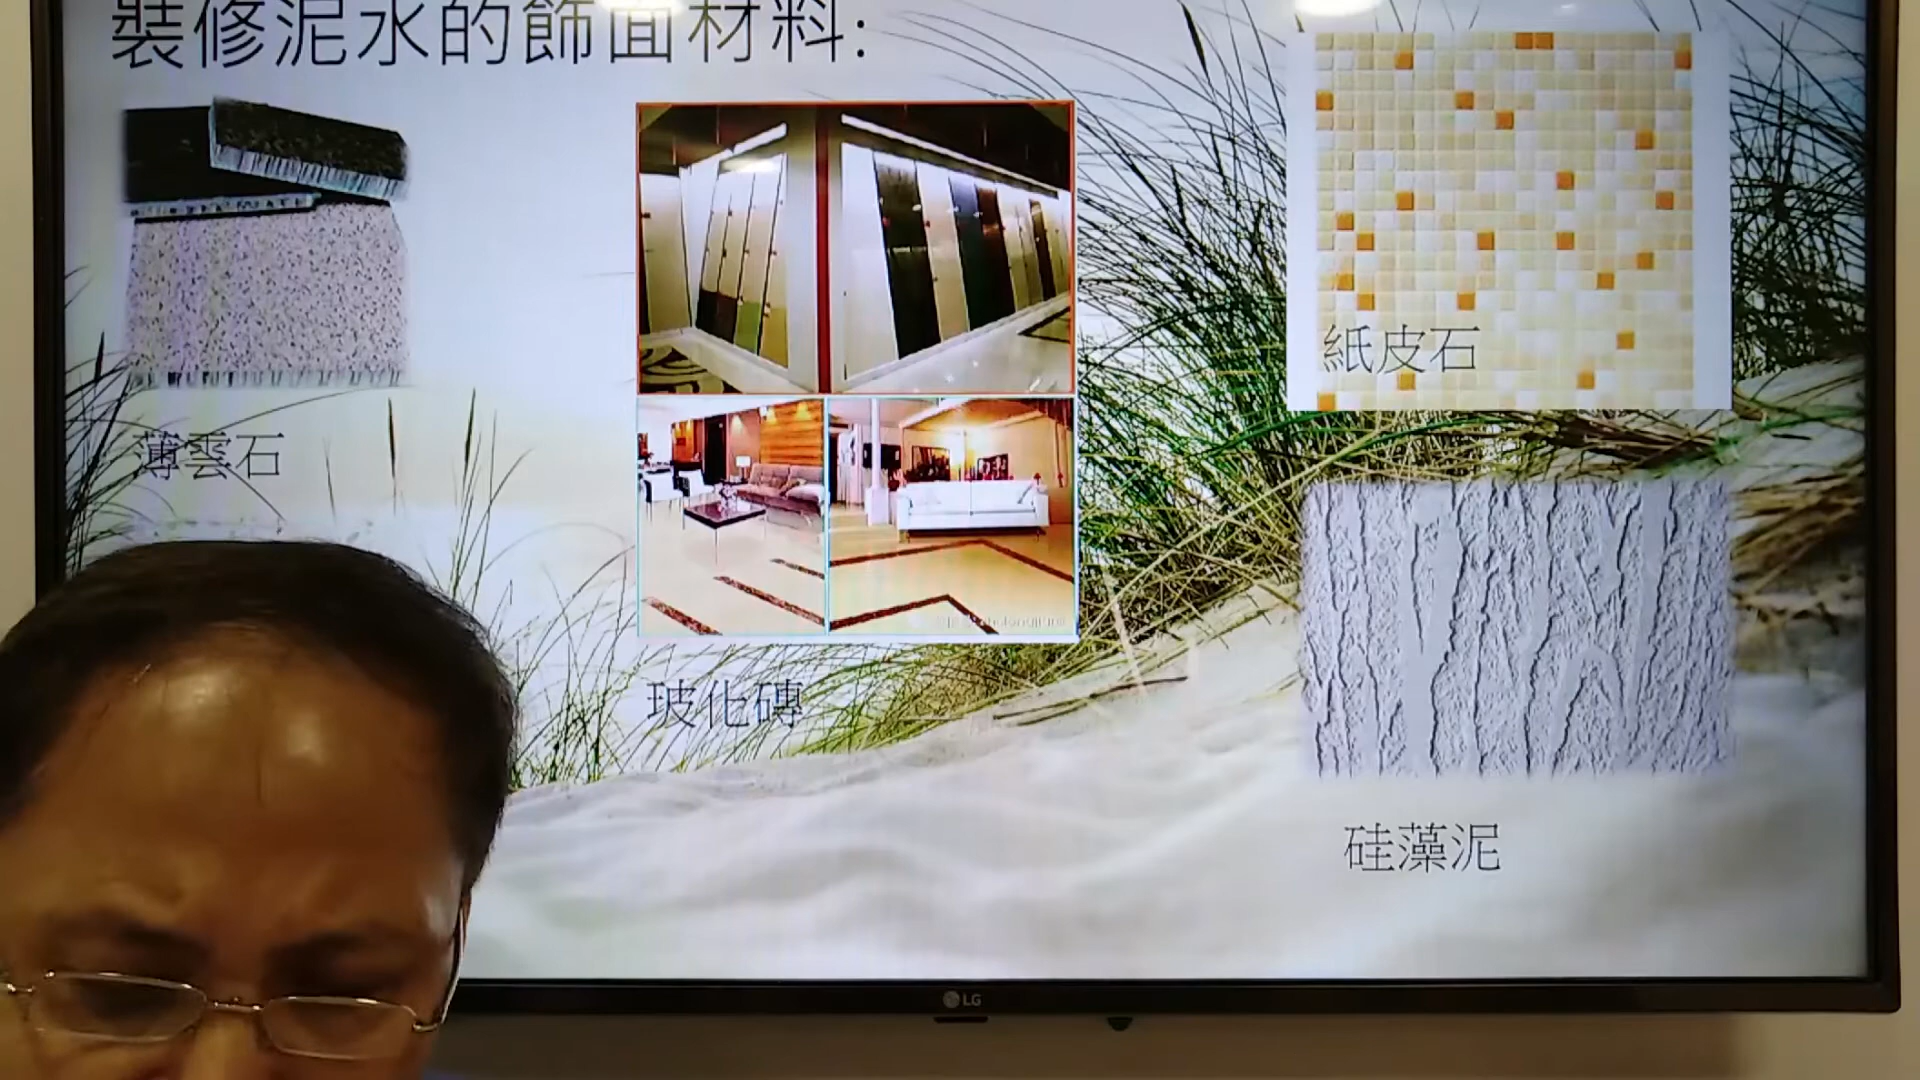 裝修泥水的飾面材料:
紙皮石
薄雲石
玻化磚
硅藻泥
LG